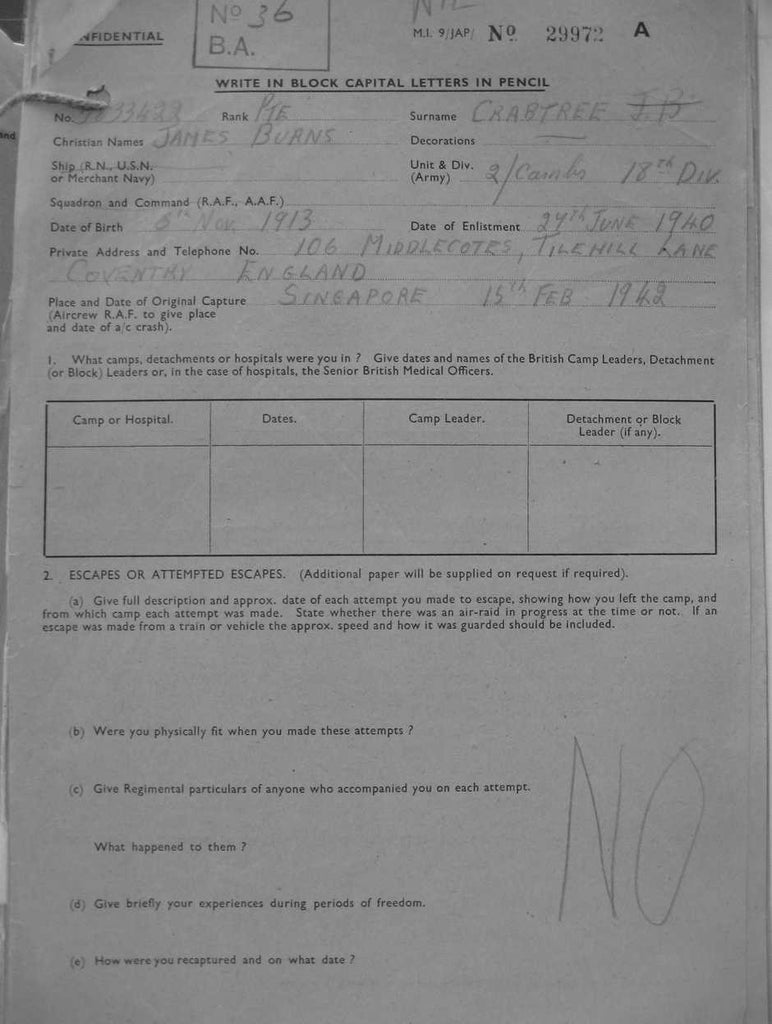 No 36
B.A.
NIL
NFIDENTIAL
M.I. 9/JAP/ No 29972 A
WRITE IN BLOCK CAPITAL LETTERS IN PENCIL
No. Rank PTE Surname CRABTREE J.B
Christian Names JAMES BURNS Decorations —
Ship (R.N., U.S.N. or Merchant Navy) Unit & Div. (Army) 2/Cambs 18TH DIV.
Squadron and Command (R.A.F., A.A.F.)
Date of Birth Nov 1913 Date of Enlistment 27TH JUNE 1940
Private Address and Telephone No. 106 MIDDLECOTES, TILEHILL LANE
COVENTRY ENGLAND
Place and Date of Original Capture SINGAPORE 15th FEB 1942
(Aircrew R.A.F. to give place
and date of a/c crash).
1. What camps, detachments or hospitals were you in ? Give dates and names of the British Camp Leaders, Detachment
(or Block) Leaders or, in the case of hospitals, the Senior British Medical Officers.
Camp or Hospital. Dates. Camp Leader. Detachment or Block
Leader (if any).
2. ESCAPES OR ATTEMPTED ESCAPES. (Additional paper will be supplied on request if required).
(a) Give full description and approx. date of each attempt you made to escape, showing how you left the camp, and
from which camp each attempt was made. State whether there was an air-raid in progress at the time or not. If an
escape was made from a train or vehicle the approx. speed and how it was guarded should be included.
(b) Were you physically fit when you made these attempts ?
(c) Give Regimental particulars of anyone who accompanied you on each attempt.
What happened to them ?
NO
(d) Give briefly your experiences during periods of freedom.
(e) How were you recaptured and on what date ?